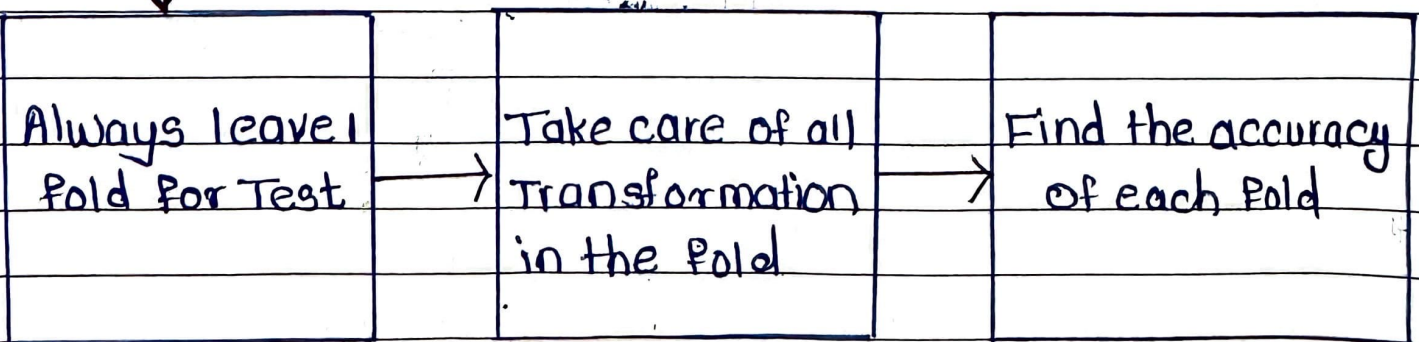 Always leave 1
fold for Test
Take care of all
Transformation
in the fold
Find the accuracy
of each fold